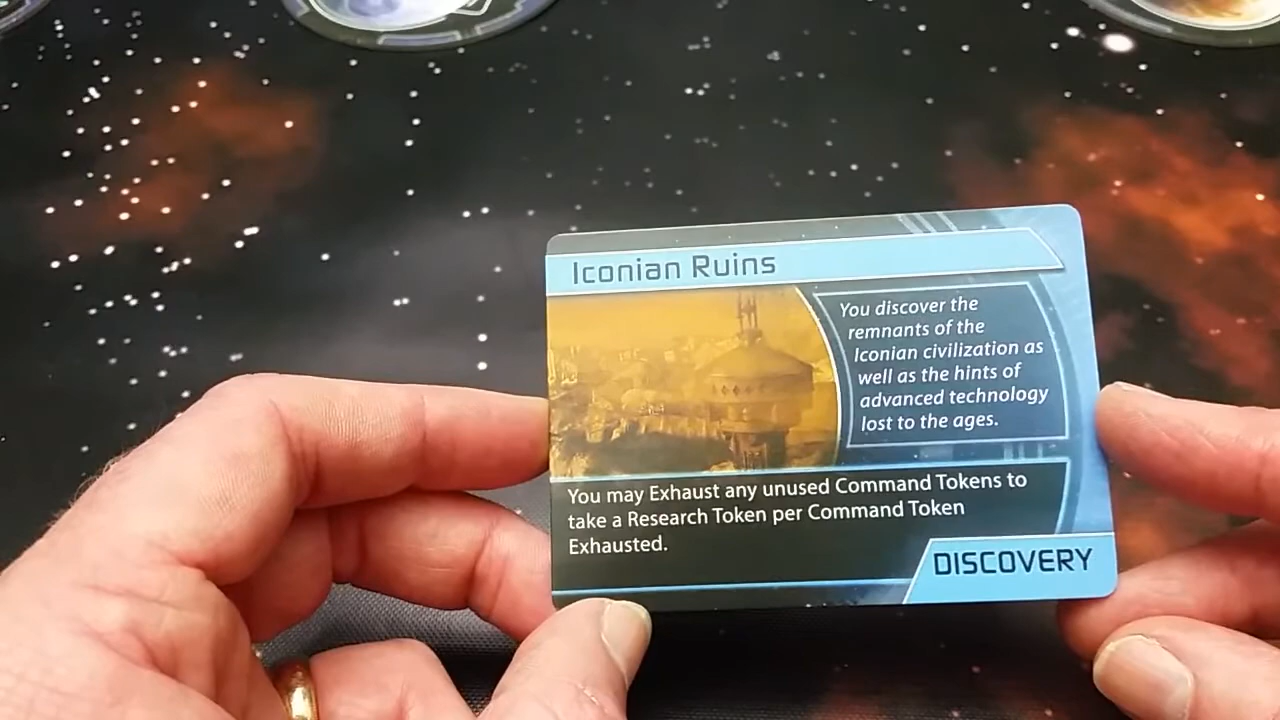 Iconian Ruins
You discover the
remnants of the
Iconian civilization as
well as the hints of
advanced technology
lost to the ages.
You may Exhaust any unused Command Tokens to
take a Research Token per Command Token
Exhausted.
DISCOVERY